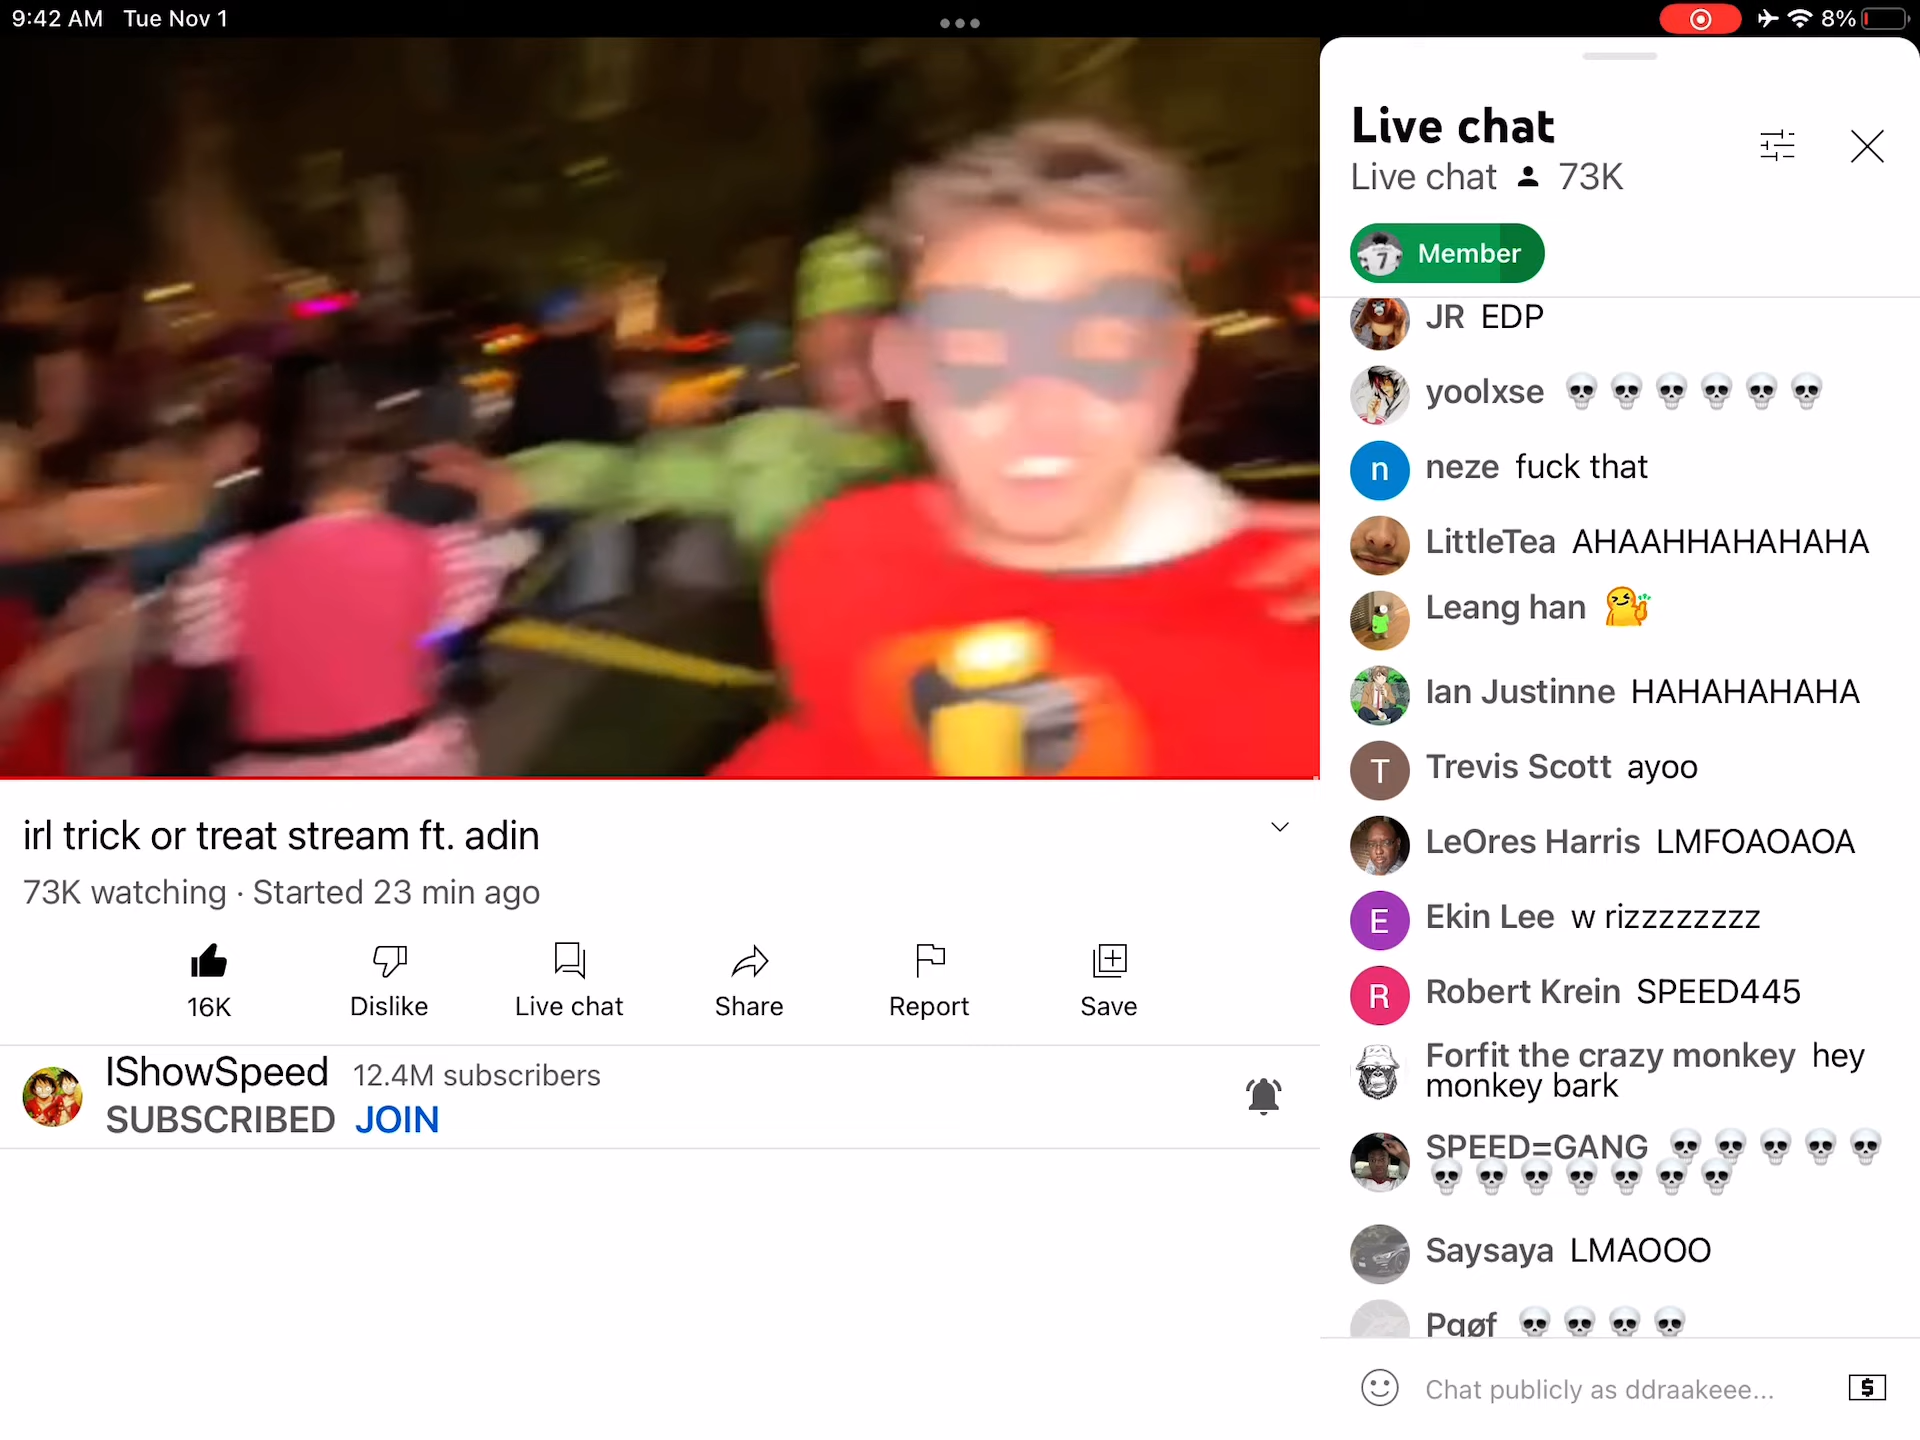 9:42 AM Tue Nov 1
8%
Live chat
Live chat 73K
7 Member
JR EDP
yoolxse 💀💀💀💀💀💀
n neze fuck that
LittleTea AHAAHHAHAHAHA
Leang han
Ian Justinne HAHAHAHAHA
T Trevis Scott ayoo
LeOres Harris LMFOAOAOA
E Ekin Lee w rizzzzzzzz
R Robert Krein SPEED445
Forfit the crazy monkey hey
monkey bark
SPEED=GANG 💀💀💀💀💀
💀💀💀💀💀💀💀
Saysaya LMAOOO
Pqøf 💀💀💀💀
Chat publicly as ddraakeee...
$
irl trick or treat stream ft. adin
73K watching · Started 23 min ago
16K Dislike Live chat Share Report Save
IShowSpeed 12.4M subscribers
SUBSCRIBED JOIN